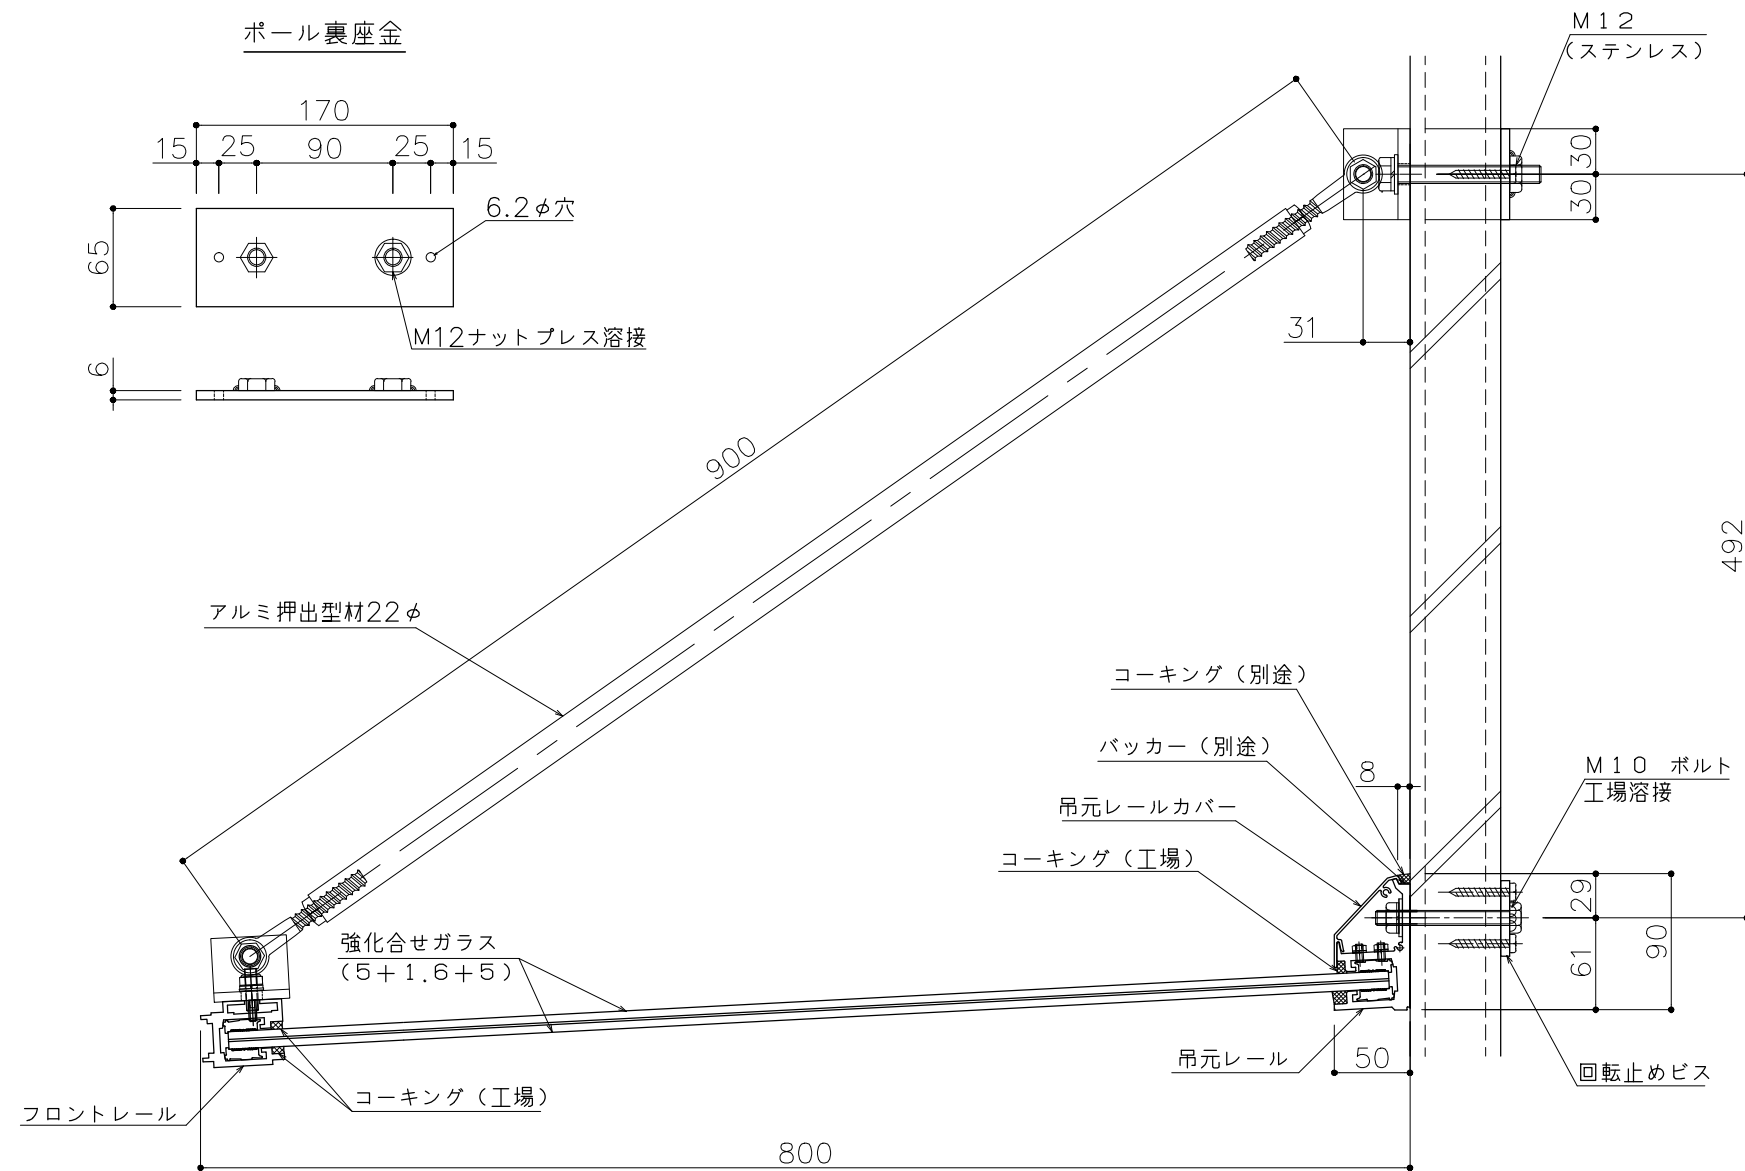 ポール裏座金
170
15 25 90 25 15
65
6.2φ穴
M12ナットプレス溶接
6
M12
(ステンレス)
30
30
31
900
492
アルミ押出型材22φ
コーキング(別途)
バッカー(別途)
8
吊元レールカバー
コーキング(工場)
M10 ボルト
工場溶接
29
61
90
強化合せガラス
(5+1.6+5)
吊元レール
50
回転止めビス
コーキング(工場)
フロントレール
800